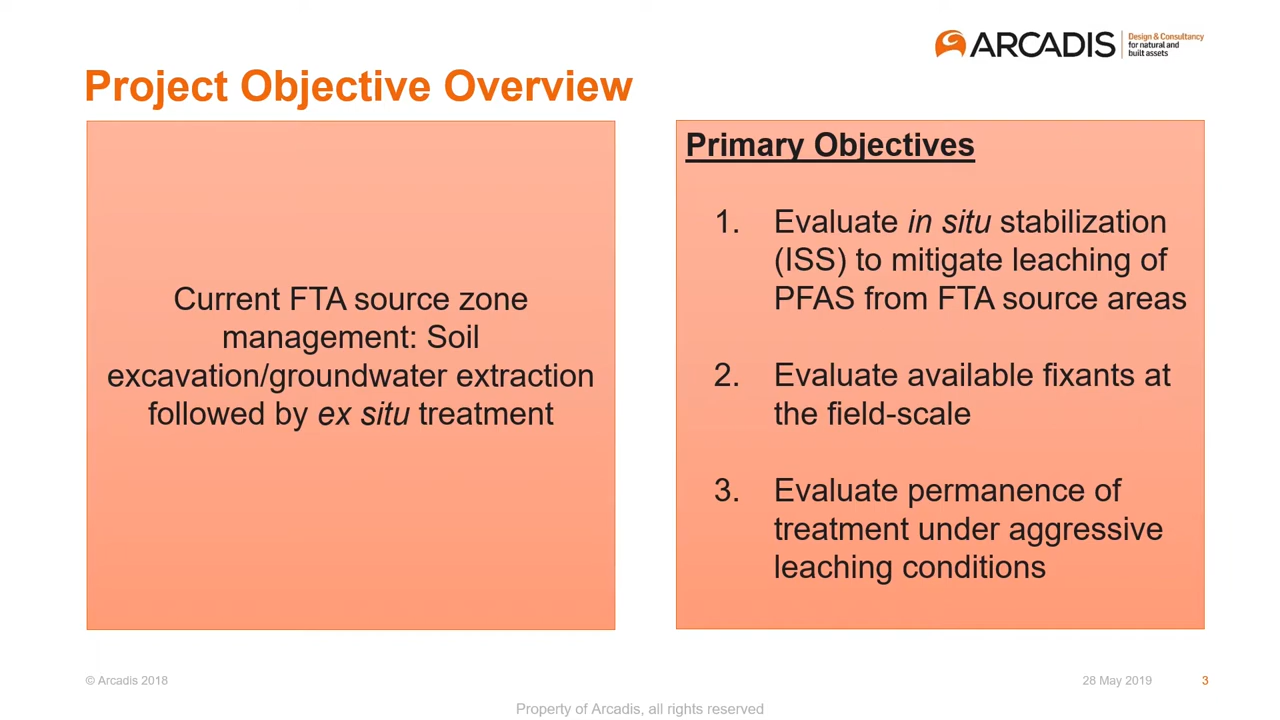 ARCADIS
Design & Consultancy
for natural and
built assets
Project Objective Overview
Current FTA source zone
management: Soil
excavation/groundwater extraction
followed by ex situ treatment
Primary Objectives
1. Evaluate in situ stabilization
(ISS) to mitigate leaching of
PFAS from FTA source areas
2. Evaluate available fixants at
the field-scale
3. Evaluate permanence of
treatment under aggressive
leaching conditions
© Arcadis 2018
28 May 2019
3
Property of Arcadis, all rights reserved